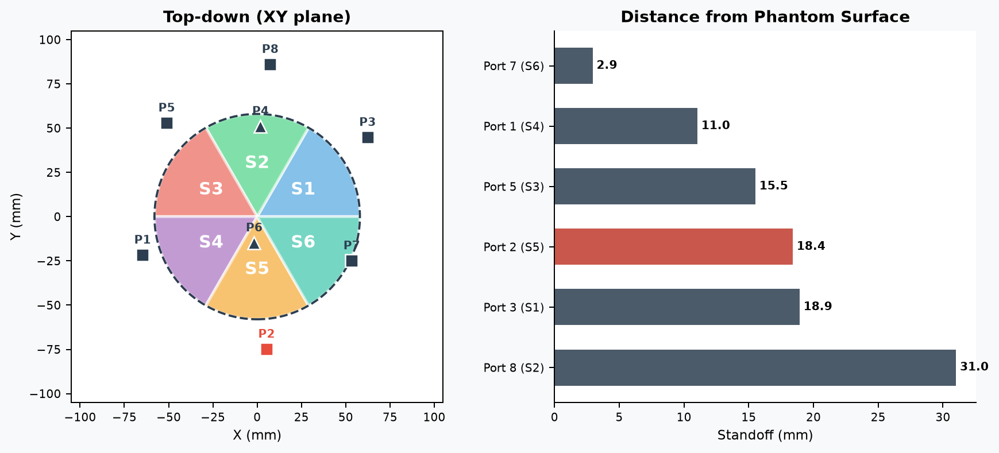 Top-down (XY plane)
100
75
50
25
0
−25
−50
−75
−100
Y (mm)
P8
P5
P4
P3
S2
S3
S1
P6
P1
S4
S6
P7
S5
P2
−100 −75 −50 −25 0 25 50 75 100
X (mm)
Distance from Phantom Surface
Port 7 (S6) 2.9
Port 1 (S4) 11.0
Port 5 (S3) 15.5
Port 2 (S5) 18.4
Port 3 (S1) 18.9
Port 8 (S2) 31.0
0 5 10 15 20 25 30
Standoff (mm)